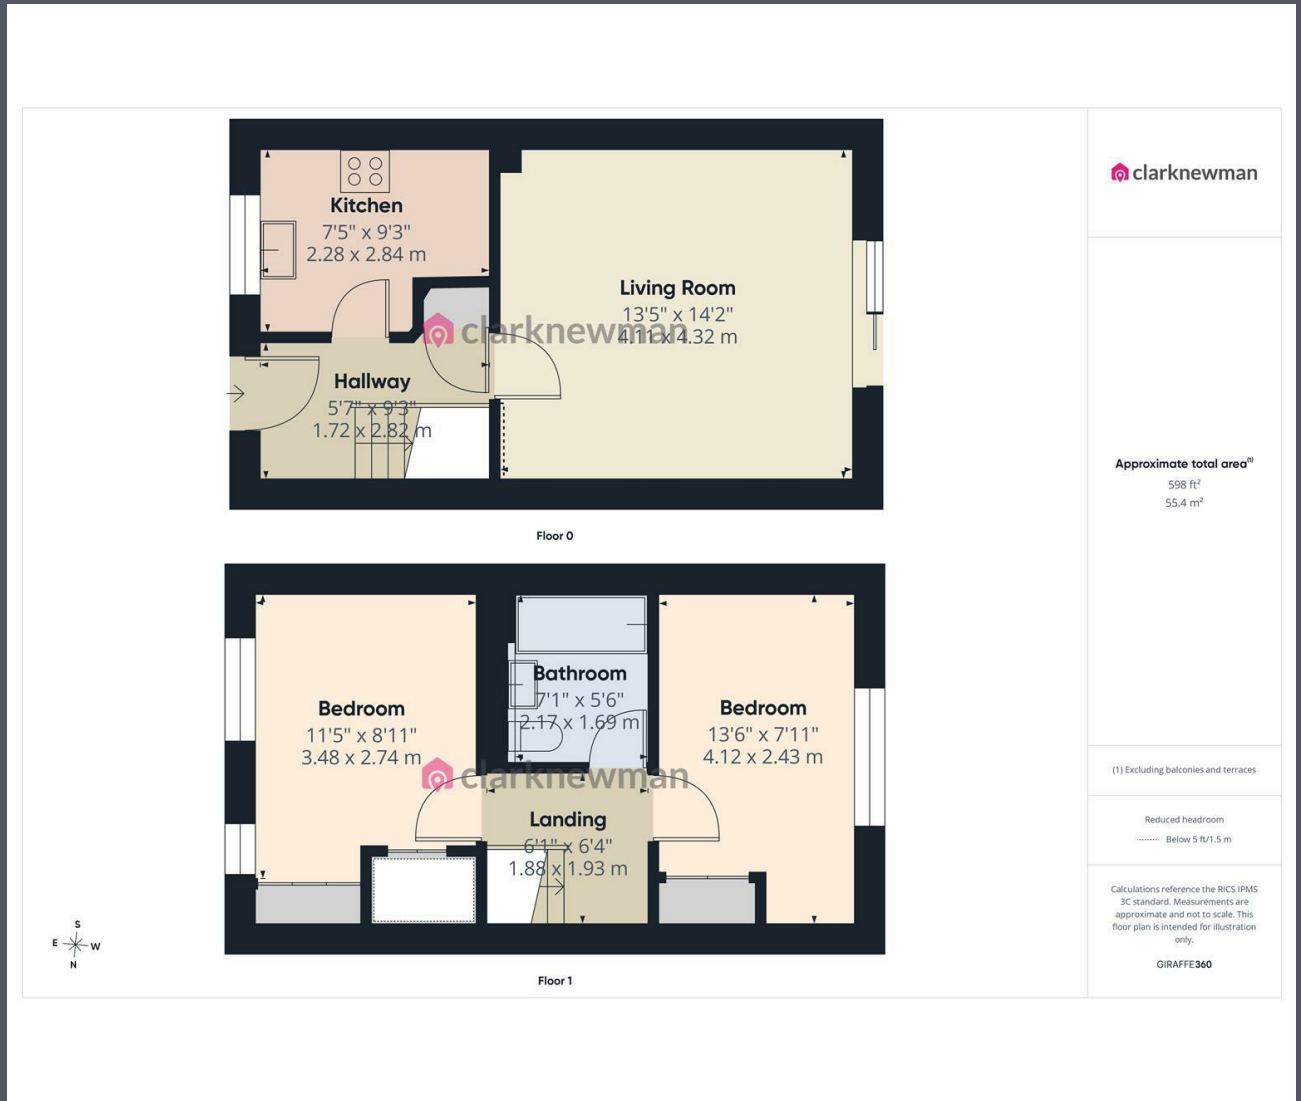 Kitchen
7'5" x 9'3"
2.28 x 2.84 m
Living Room
13'5" x 14'2"
4.11 x 4.32 m
clarknewman
Hallway
5'7" x 9'3"
1.72 x 2.82 m
Floor 0
Bedroom
11'5" x 8'11"
3.48 x 2.74 m
Bathroom
7'1" x 5'6"
2.17 x 1.69 m
Bedroom
13'6" x 7'11"
4.12 x 2.43 m
clarknewman
Landing
6'1" x 6'4"
1.88 x 1.93 m
S
E W
N
Floor 1
clarknewman
Approximate total area(1)
598 ft²
55.4 m²
(1) Excluding balconies and terraces
Reduced headroom
Below 5 ft/1.5 m
Calculations reference the RICS IPMS
3C standard. Measurements are
approximate and not to scale. This
floor plan is intended for illustration
only.
GIRAFFE360